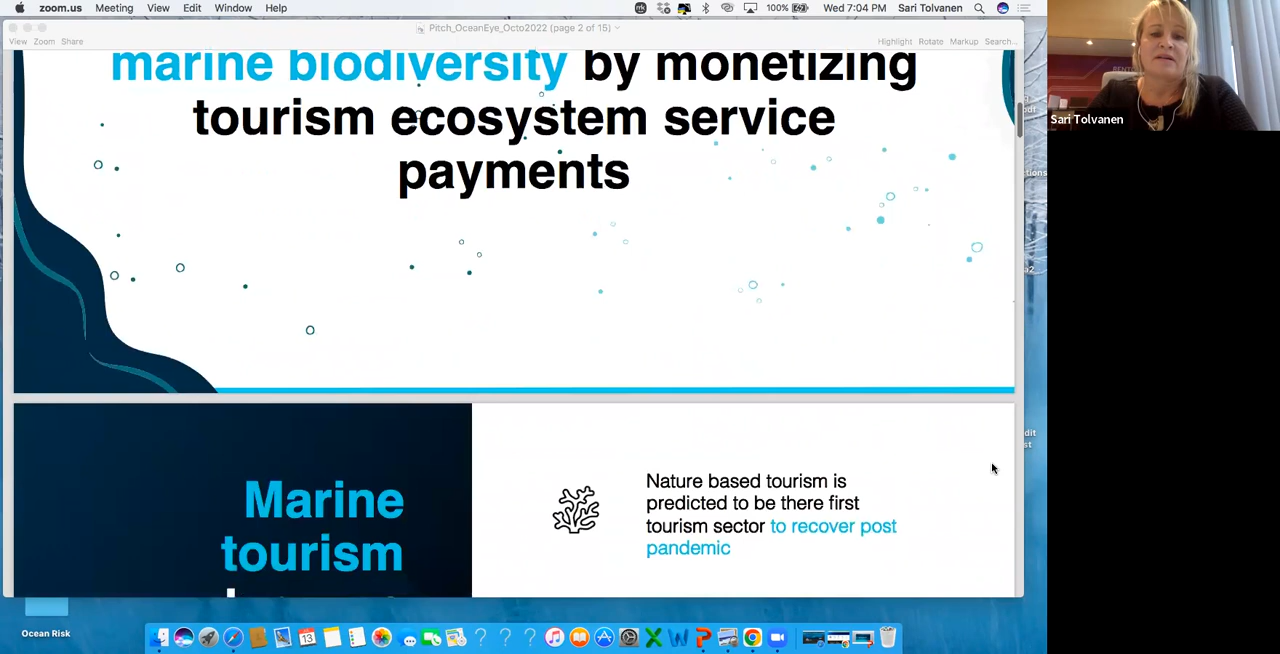 zoom.us Meeting View Edit Window Help 100% Wed 7:04 PM Sari Tolvanen
Pitch_OceanEye_Octo2022 (page 2 of 15)
View Zoom Share Highlight Rotate Markup Search...
marine biodiversity by monetizing
tourism ecosystem service
payments
Sari Tolvanen
Marine
tourism
Nature based tourism is
predicted to be there first
tourism sector to recover post
pandemic
Ocean Risk